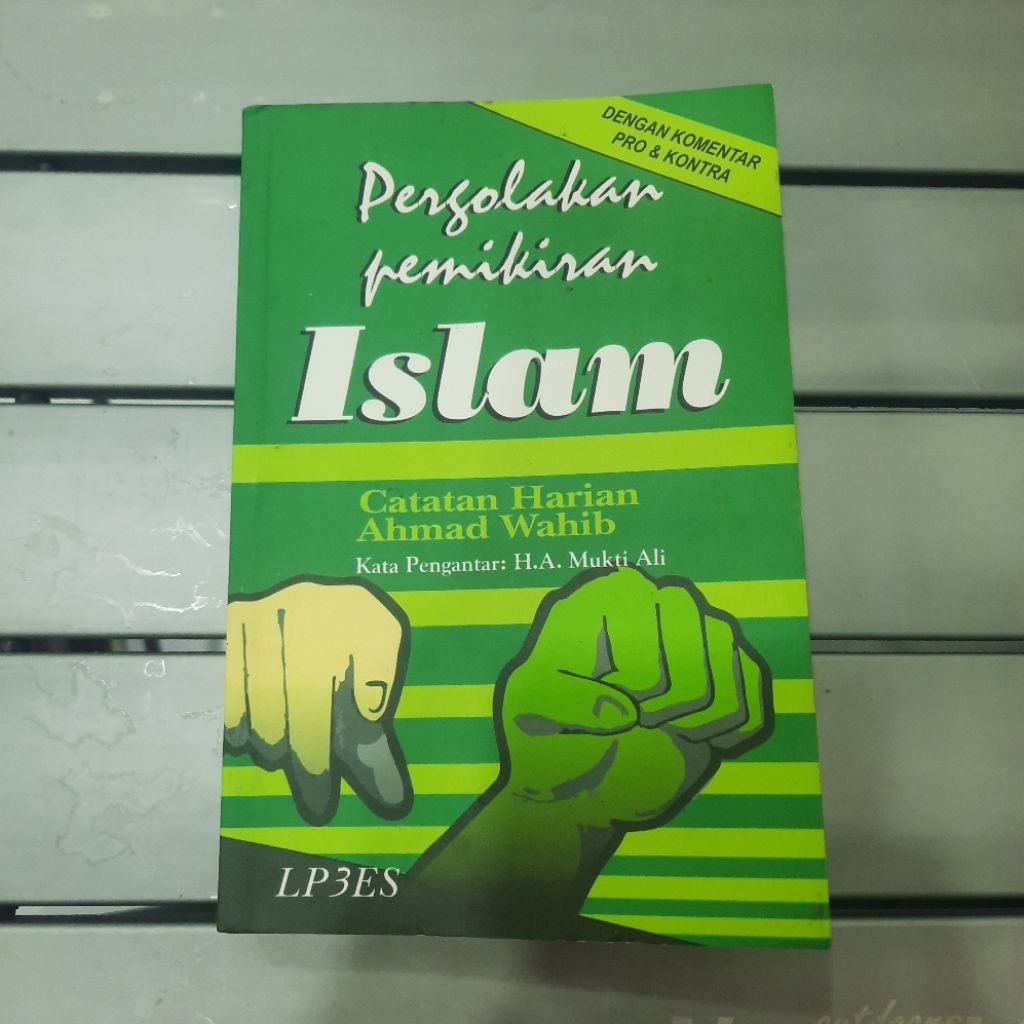 DENGAN KOMENTAR
PRO & KONTRA
Pergolakan
pemikiran
Islam
Catatan Harian
Ahmad Wahib
Kata Pengantar: H.A. Mukti Ali
LP3ES